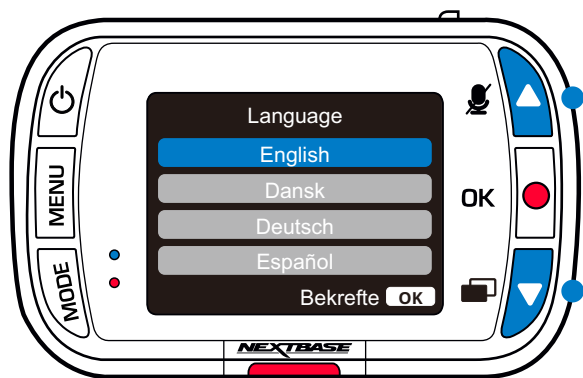 Language
English
Dansk
Deutsch
Español
Bekrefte OK
MENU
MODE
OK
NEXTBASE